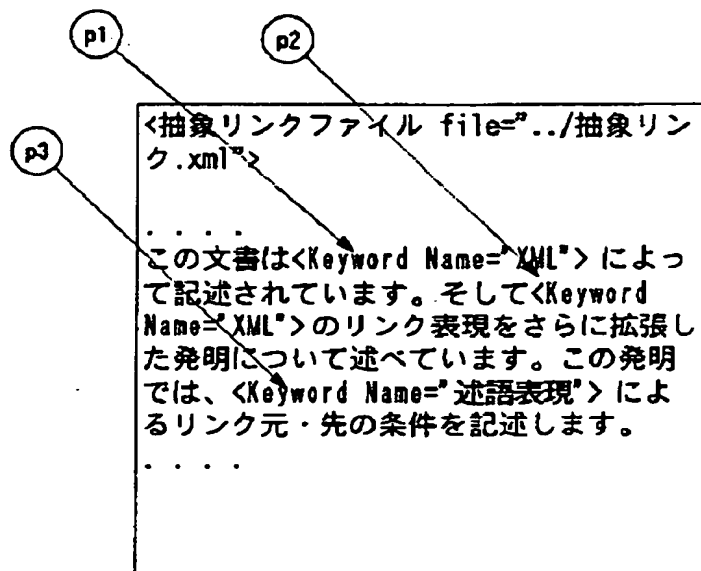 p1
p2
p3
<抽象リンクファイル file="../抽象リン
ク.xml">
. . . .
この文書は<Keyword Name="XML"> によっ
て記述されています。そして<Keyword
Name="XML">のリンク表現をさらに拡張し
た発明について述べています。この発明
では、<Keyword Name="述語表現"> によ
るリンク元・先の条件を記述します。
. . . .